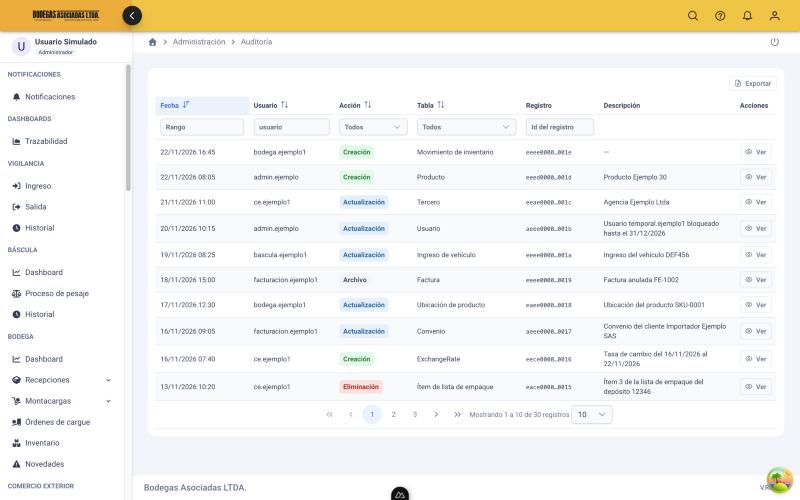 BODEGAS ASOCIADAS LTDA.
U
Usuario Simulado
Administrador
Administración
Auditoría
NOTIFICACIONES
Notificaciones
DASHBOARDS
Trazabilidad
VIGILANCIA
Ingreso
Salida
Historial
BÁSCULA
Dashboard
Proceso de pesaje
Historial
BODEGA
Dashboard
Recepciones
Montacargas
Órdenes de cargue
Inventario
Novedades
COMERCIO EXTERIOR
Exportar
Fecha Usuario Acción Tabla Registro Descripción Acciones
Rango usuario Todos Todos Id del registro
22/11/2026 16:45 bodega.ejemplo1 Creación Movimiento de inventario eeee0000…001e — Ver
22/11/2026 08:05 admin.ejemplo Creación Producto eeed0000…001d Producto Ejemplo 30 Ver
21/11/2026 11:00 ce.ejemplo1 Actualización Tercero 001c Agencia Ejemplo Ltda Ver
20/11/2026 10:15 admin.ejemplo Actualización Usuario 001b Usuario temporal.ejemplo1 bloqueado
hasta el 31/12/2026 Ver
19/11/2026 08:25 bascula.ejemplo1 Actualización Ingreso de vehículo 001a Ingreso del vehículo DEF456 Ver
18/11/2026 15:00 facturacion.ejemplo1 Archivo Factura eeee0000…0019 Factura anulada FE-1002 Ver
17/11/2026 12:30 bodega.ejemplo1 Actualización Ubicación de producto 0018 Ubicación del producto SKU-0001 Ver
16/11/2026 09:05 facturacion.ejemplo1 Actualización Convenio 0017 Convenio del cliente Importador Ejemplo
SAS Ver
16/11/2026 07:40 ce.ejemplo1 Creación ExchangeRate 0016 Tasa de cambio del 16/11/2026 al
22/11/2026 Ver
13/11/2026 10:20 ce.ejemplo1 Eliminación Ítem de lista de empaque 0015 Ítem 3 de la lista de empaque del
depósito 12346 Ver
1 2 3 Mostrando 1 a 10 de 30 registros 10
Bodegas Asociadas LTDA.